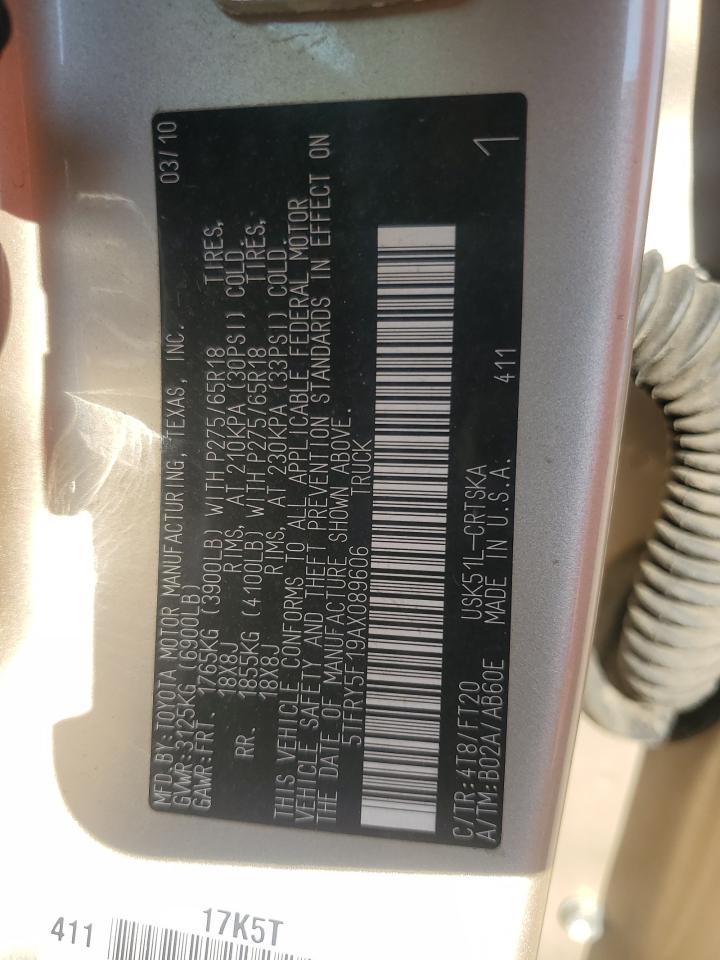 MFD.BY:TOYOTA MOTOR MANUFACTURING, TEXAS, INC. 03/10
GVWR:3125KG (6900LB)
GAWR:FRT. 1765KG (3900LB) WITH P275/65R18 TIRES,
18X8J RIMS, AT 210KPA (30PSI) COLD.
RR. 1855KG (4100LB) WITH P275/65R18 TIRES,
18X8J RIMS, AT 230KPA (33PSI) COLD.
THIS VEHICLE CONFORMS TO ALL APPLICABLE FEDERAL MOTOR
VEHICLE SAFETY AND THEFT PREVENTION STANDARDS IN EFFECT ON
THE DATE OF MANUFACTURE SHOWN ABOVE.
5TFRY5F19AX089606 TRUCK
C/TR:4T8/FT20 USK51L-CRTSKA 411 1
A/TM:B02A/AB60E MADE IN U.S.A.
17K5T
411